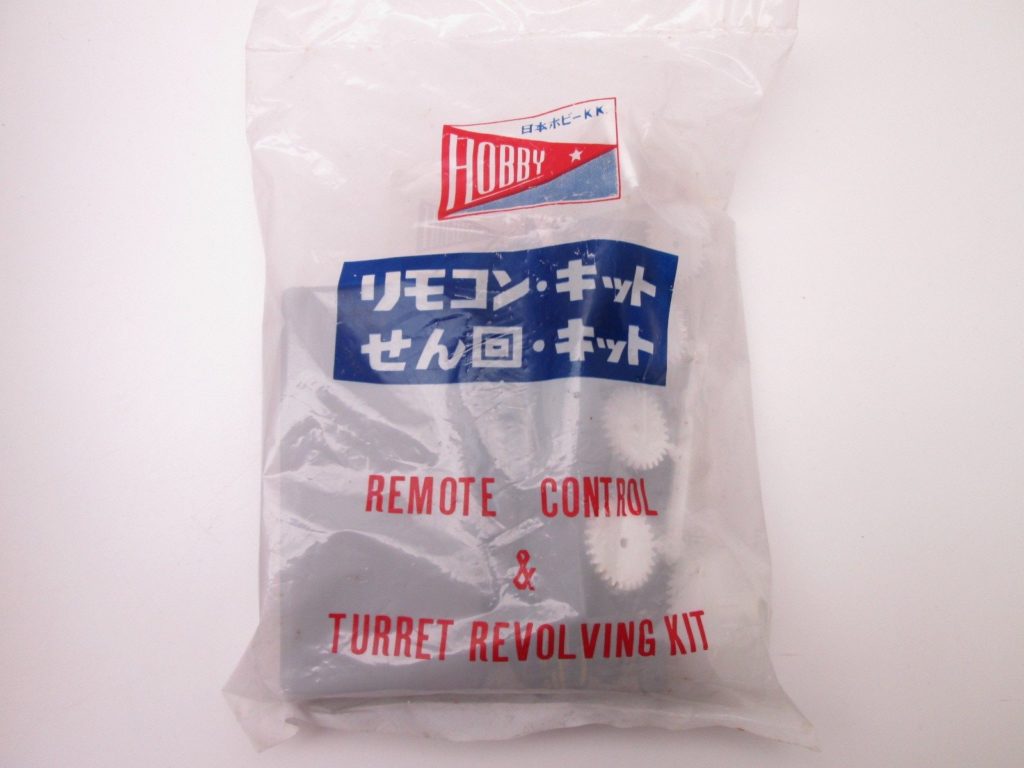 日本ホビーKK.
HOBBY
リモコン・キット
せん回・キット
REMOTE CONTROL
&
TURRET REVOLVING KIT